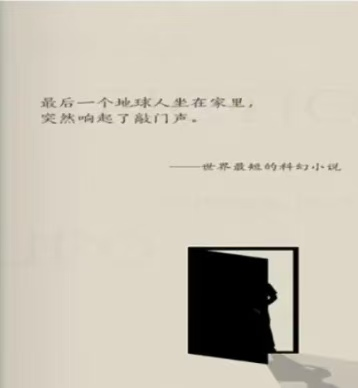 最后一个地球人坐在家里，
突然响起了敲门声。
——世界最短的科幻小说